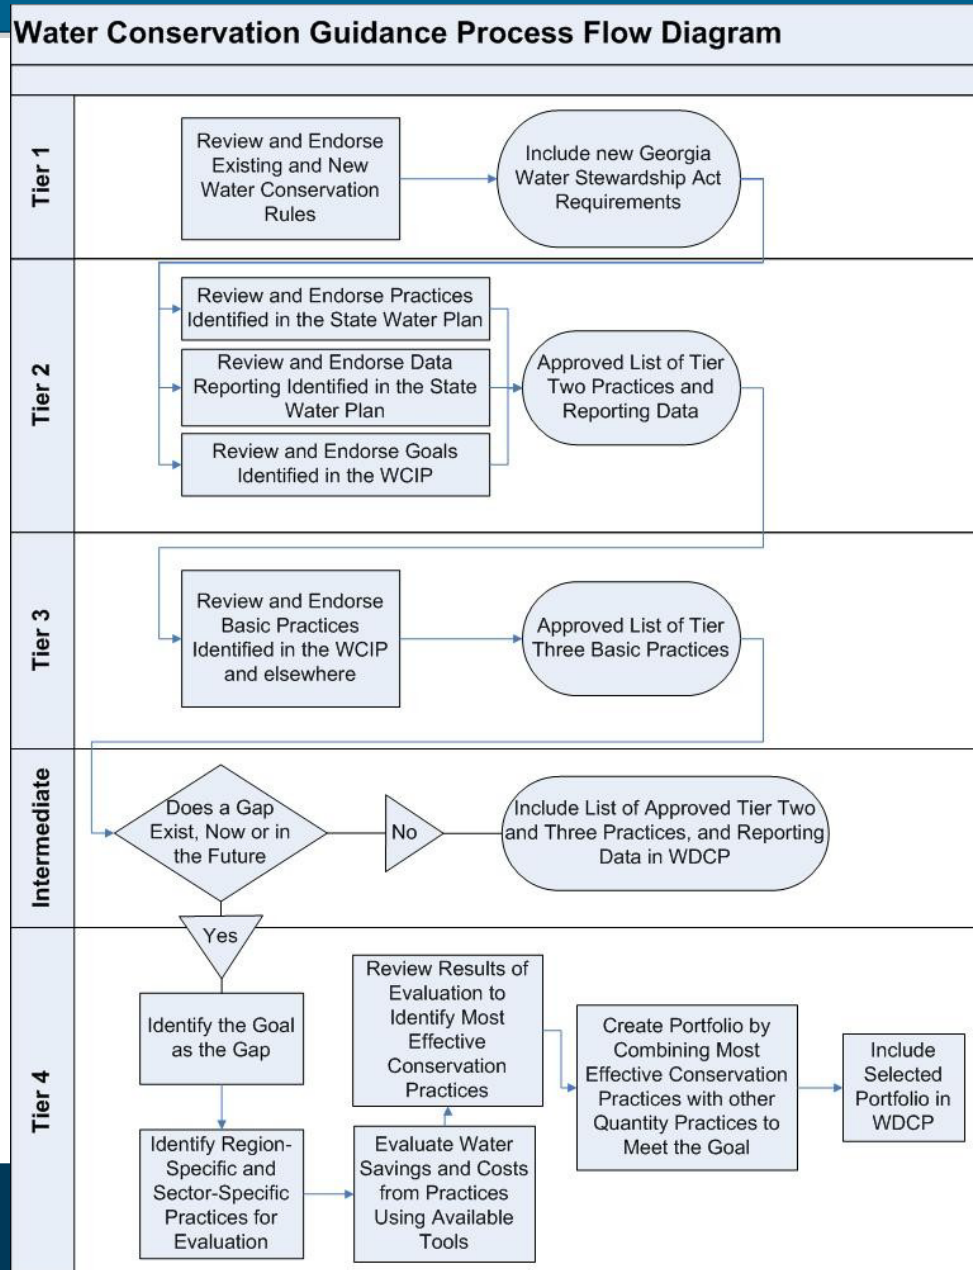 Water Conservation Guidance Process Flow Diagram
Tier 1
Review and Endorse
Existing and New
Water Conservation
Rules
Include new Georgia
Water Stewardship Act
Requirements
Tier 2
Review and Endorse Practices
Identified in the State Water Plan
Review and Endorse Data
Reporting Identified in the State
Water Plan
Review and Endorse Goals
Identified in the WCIP
Approved List of Tier
Two Practices and
Reporting Data
Tier 3
Review and Endorse
Basic Practices
Identified in the WCIP
and elsewhere
Approved List of Tier
Three Basic Practices
Intermediate
Does a Gap
Exist, Now or in
the Future
No
Include List of Approved Tier Two
and Three Practices, and Reporting
Data in WDCP
Yes
Tier 4
Identify the Goal
as the Gap
Identify Region-
Specific and
Sector-Specific
Practices for
Evaluation
Evaluate Water
Savings and Costs
from Practices
Using Available
Tools
Review Results of
Evaluation to
Identify Most
Effective
Conservation
Practices
Create Portfolio by
Combining Most
Effective Conservation
Practices with other
Quantity Practices to
Meet the Goal
Include
Selected
Portfolio in
WDCP